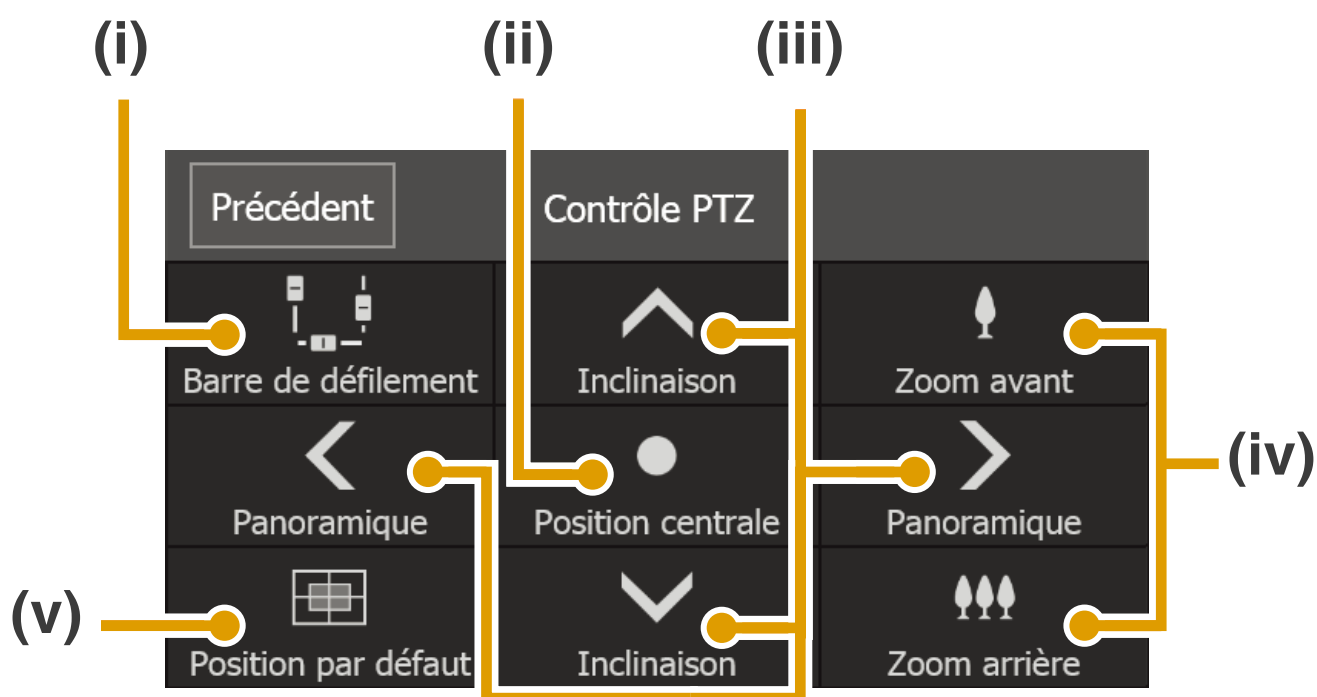 (i) (ii) (iii)
Précédent Contrôle PTZ
Barre de défilement Inclinaison Zoom avant
Panoramique Position centrale Panoramique
(iv)
(v)
Position par défaut Inclinaison Zoom arrière